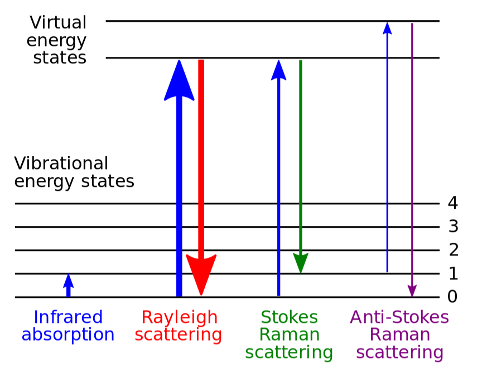 Virtual
energy
states
Vibrational
energy states
4
3
2
1
0
Infrared
absorption
Rayleigh
scattering
Stokes
Raman
scattering
Anti-Stokes
Raman
scattering